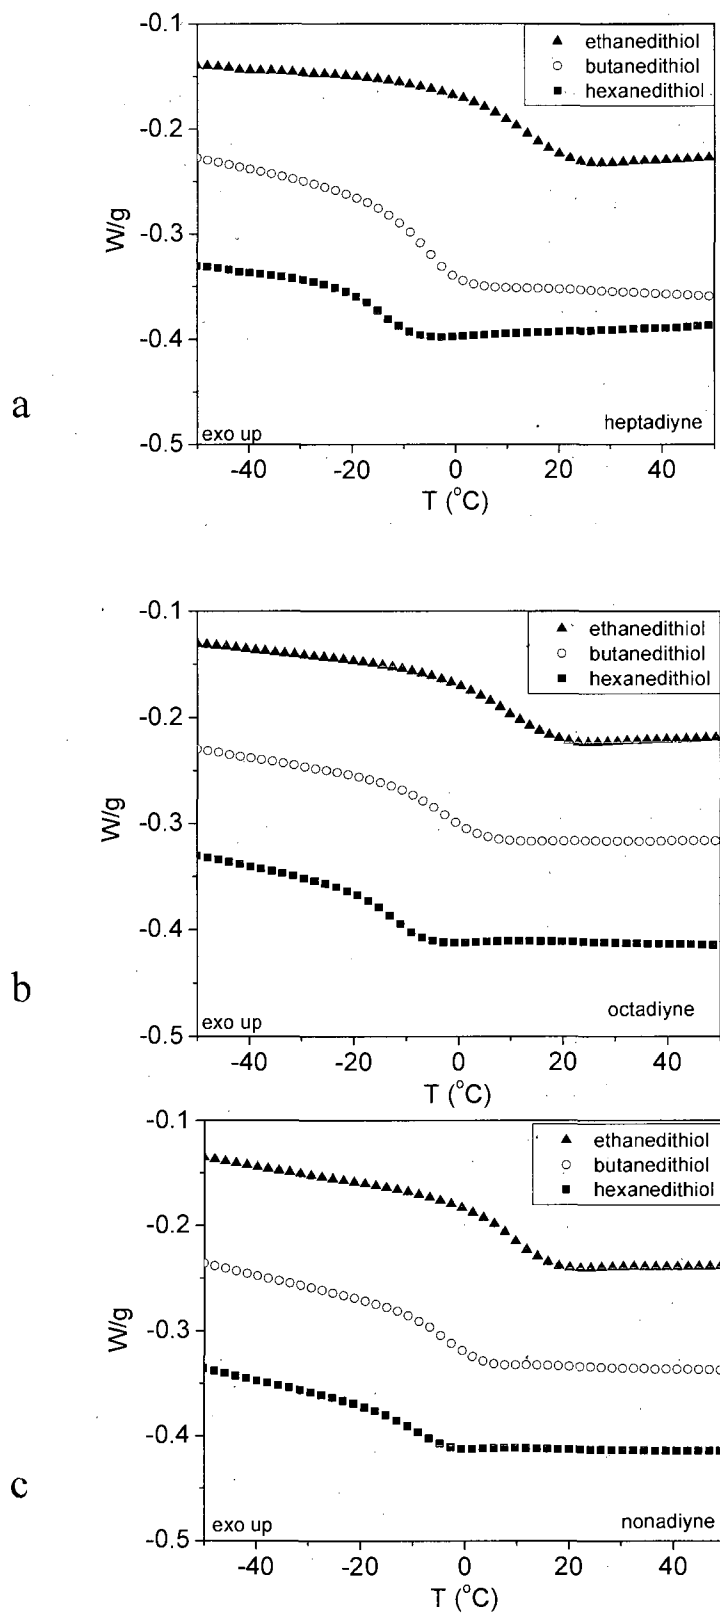 -0.1
ethanedithiol
butanedithiol
hexanedithiol
-0.2
W/g
-0.3
-0.4
a
exo up
heptadiyne
-0.5
-40
-20
0
20
40
T (°C)
-0.1
ethanedithiol
butanedithiol
hexanedithiol
-0.2
W/g
-0.3
-0.4
b
exo up
octadiyne
-0.5
-40
-20
0
20
40
T (°C)
-0.1
ethanedithiol
butanedithiol
hexanedithiol
-0.2
W/g
-0.3
-0.4
c
exo up
nonadiyne
-0.5
-40
-20
0
20
40
T (°C)